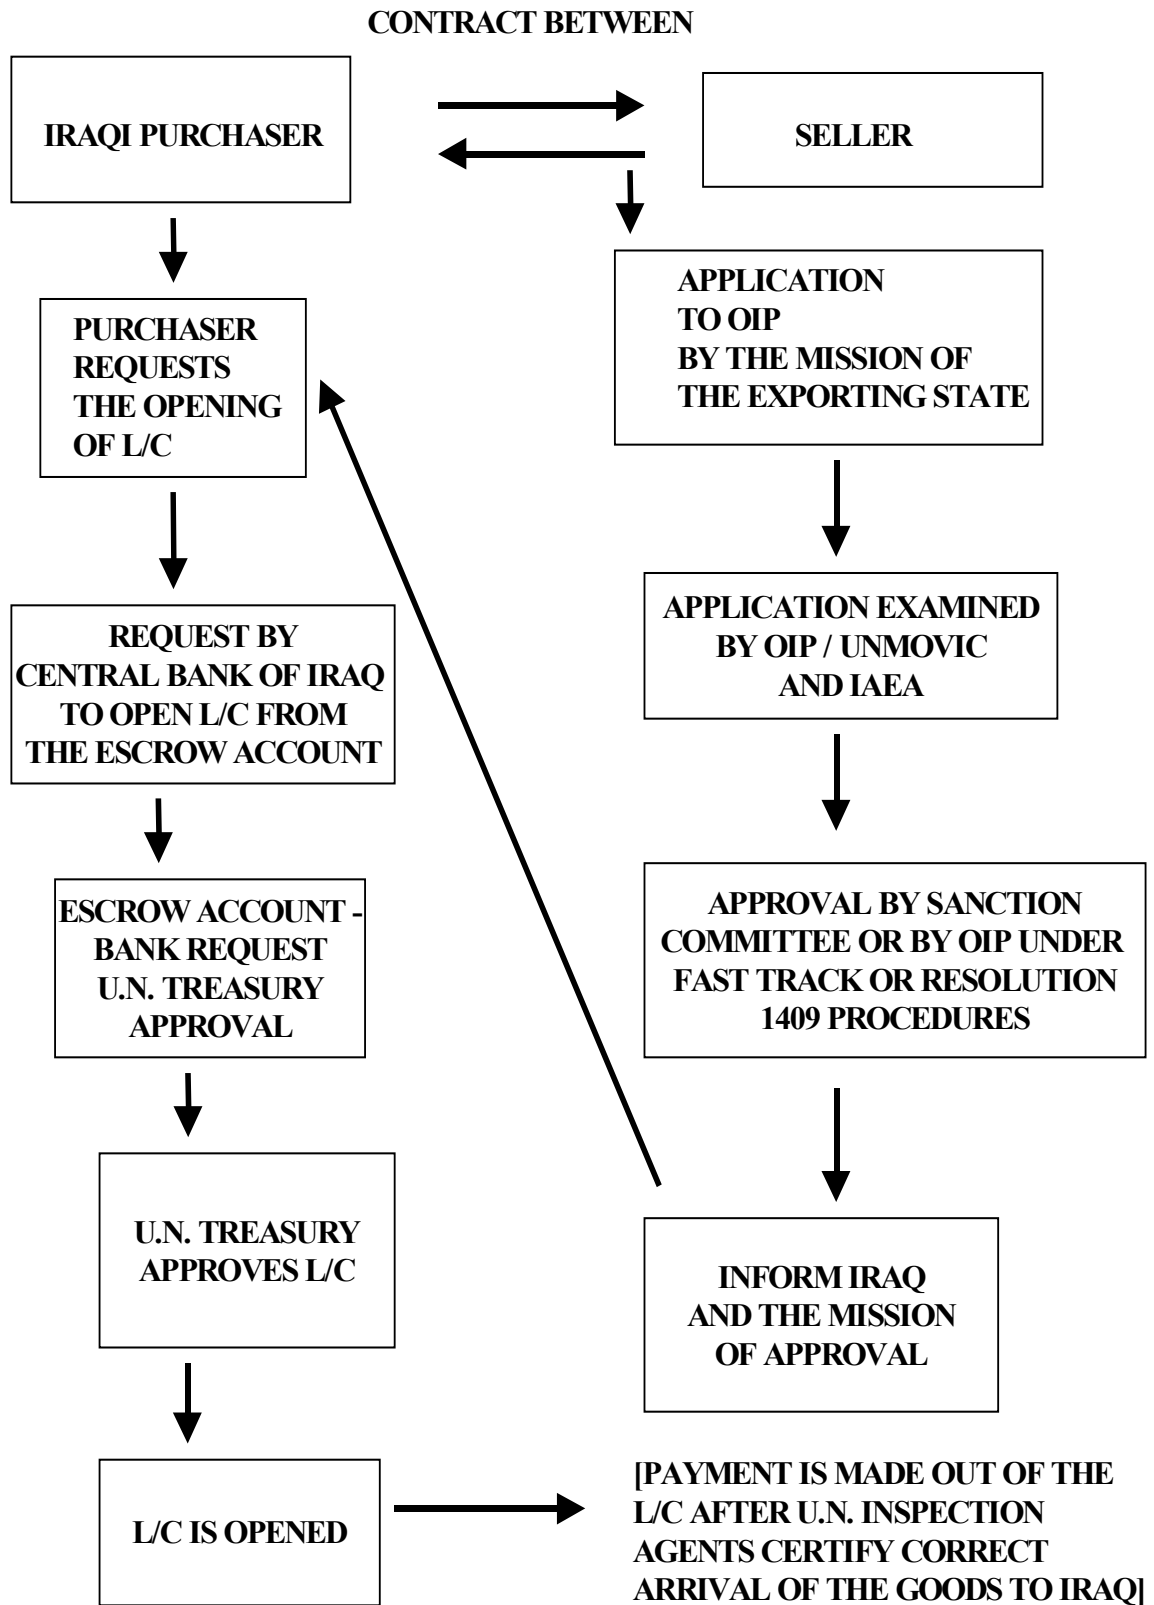 CONTRACT BETWEEN
IRAQI PURCHASER
SELLER
PURCHASER
REQUESTS
THE OPENING
OF L/C
APPLICATION
TO OIP
BY THE MISSION OF
THE EXPORTING STATE
REQUEST BY
CENTRAL BANK OF IRAQ
TO OPEN L/C FROM
THE ESCROW ACCOUNT
APPLICATION EXAMINED
BY OIP / UNMOVIC
AND IAEA
ESCROW ACCOUNT -
BANK REQUEST
U.N. TREASURY
APPROVAL
APPROVAL BY SANCTION
COMMITTEE OR BY OIP UNDER
FAST TRACK OR RESOLUTION
1409 PROCEDURES
U.N. TREASURY
APPROVES L/C
INFORM IRAQ
AND THE MISSION
OF APPROVAL
L/C IS OPENED
[PAYMENT IS MADE OUT OF THE
L/C AFTER U.N. INSPECTION
AGENTS CERTIFY CORRECT
ARRIVAL OF THE GOODS TO IRAQ]